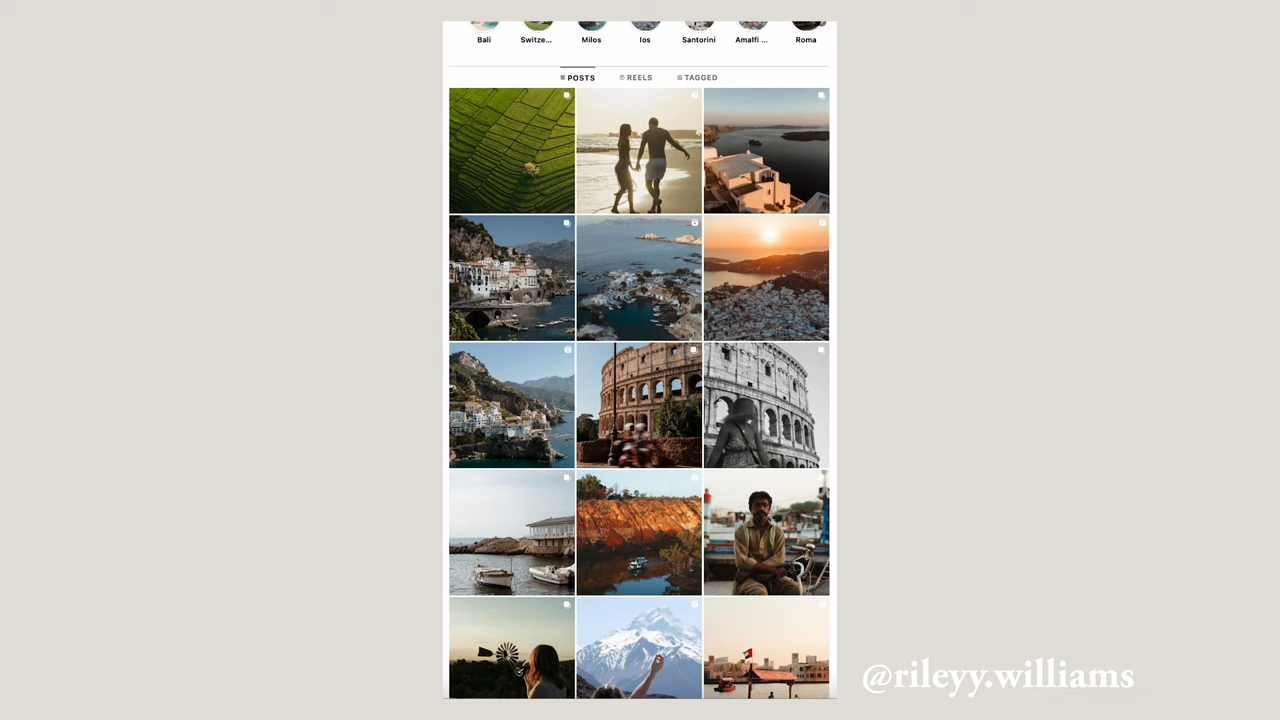 Bali Switze... Milos Ios Santorini Amalfi ... Roma
POSTS REELS TAGGED
@rileyy.williams